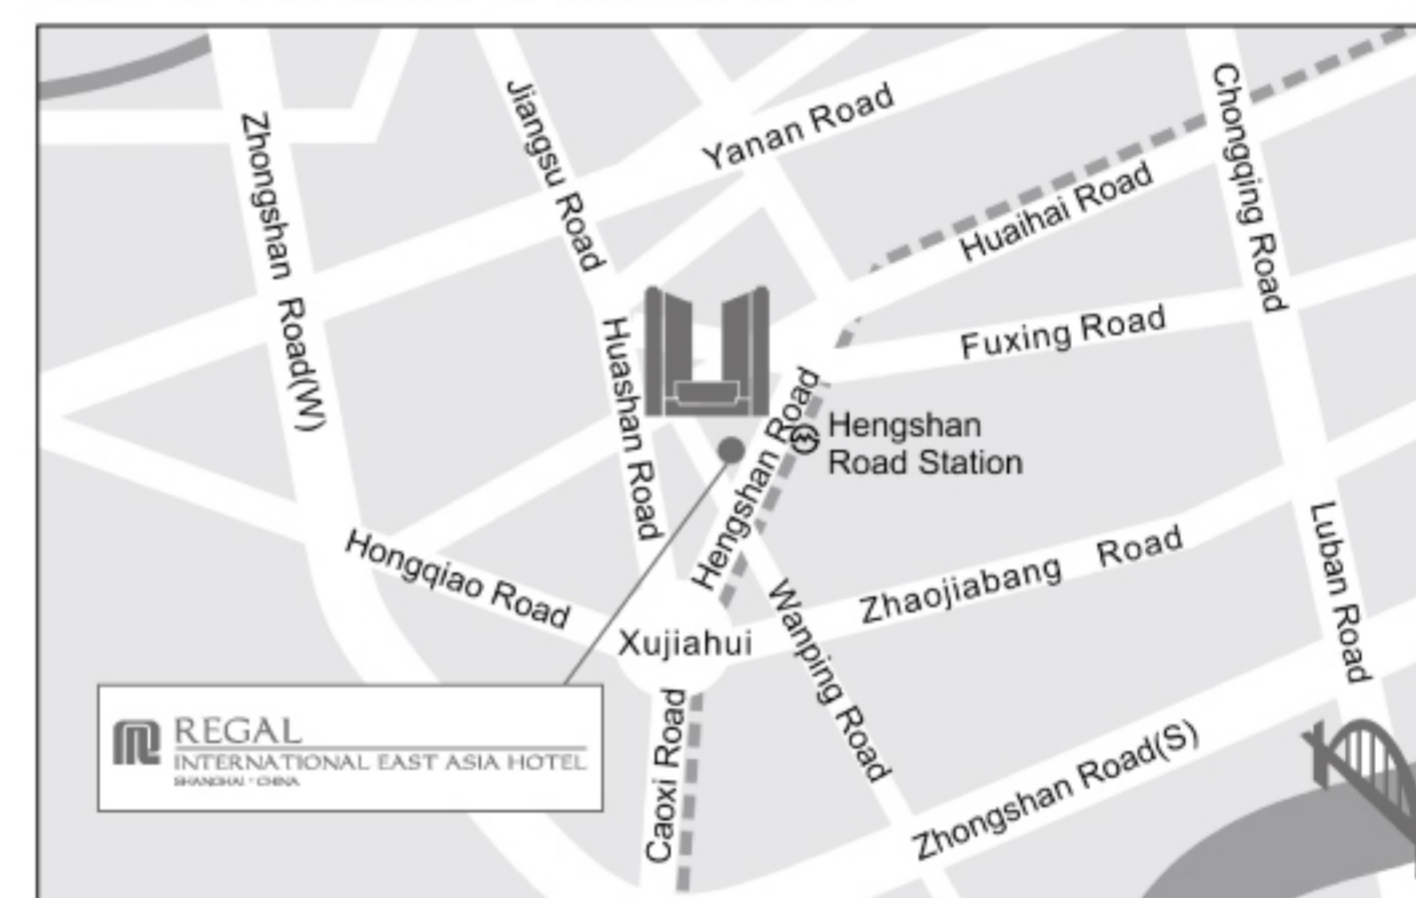 Zhongshan Road(W)
Jiangsu Road
Yanan Road
Chongqing Road
Huaihai Road
Fuxing Road
Huashan Road
Hengshan Road
Hengshan
Road Station
Hongqiao Road
Zhaojiabang Road
Luban Road
Xujiahui
Wanping Road
Caoxi Road
Zhongshan Road(S)
REGAL
INTERNATIONAL EAST ASIA HOTEL
SHANGHAI · CHINA